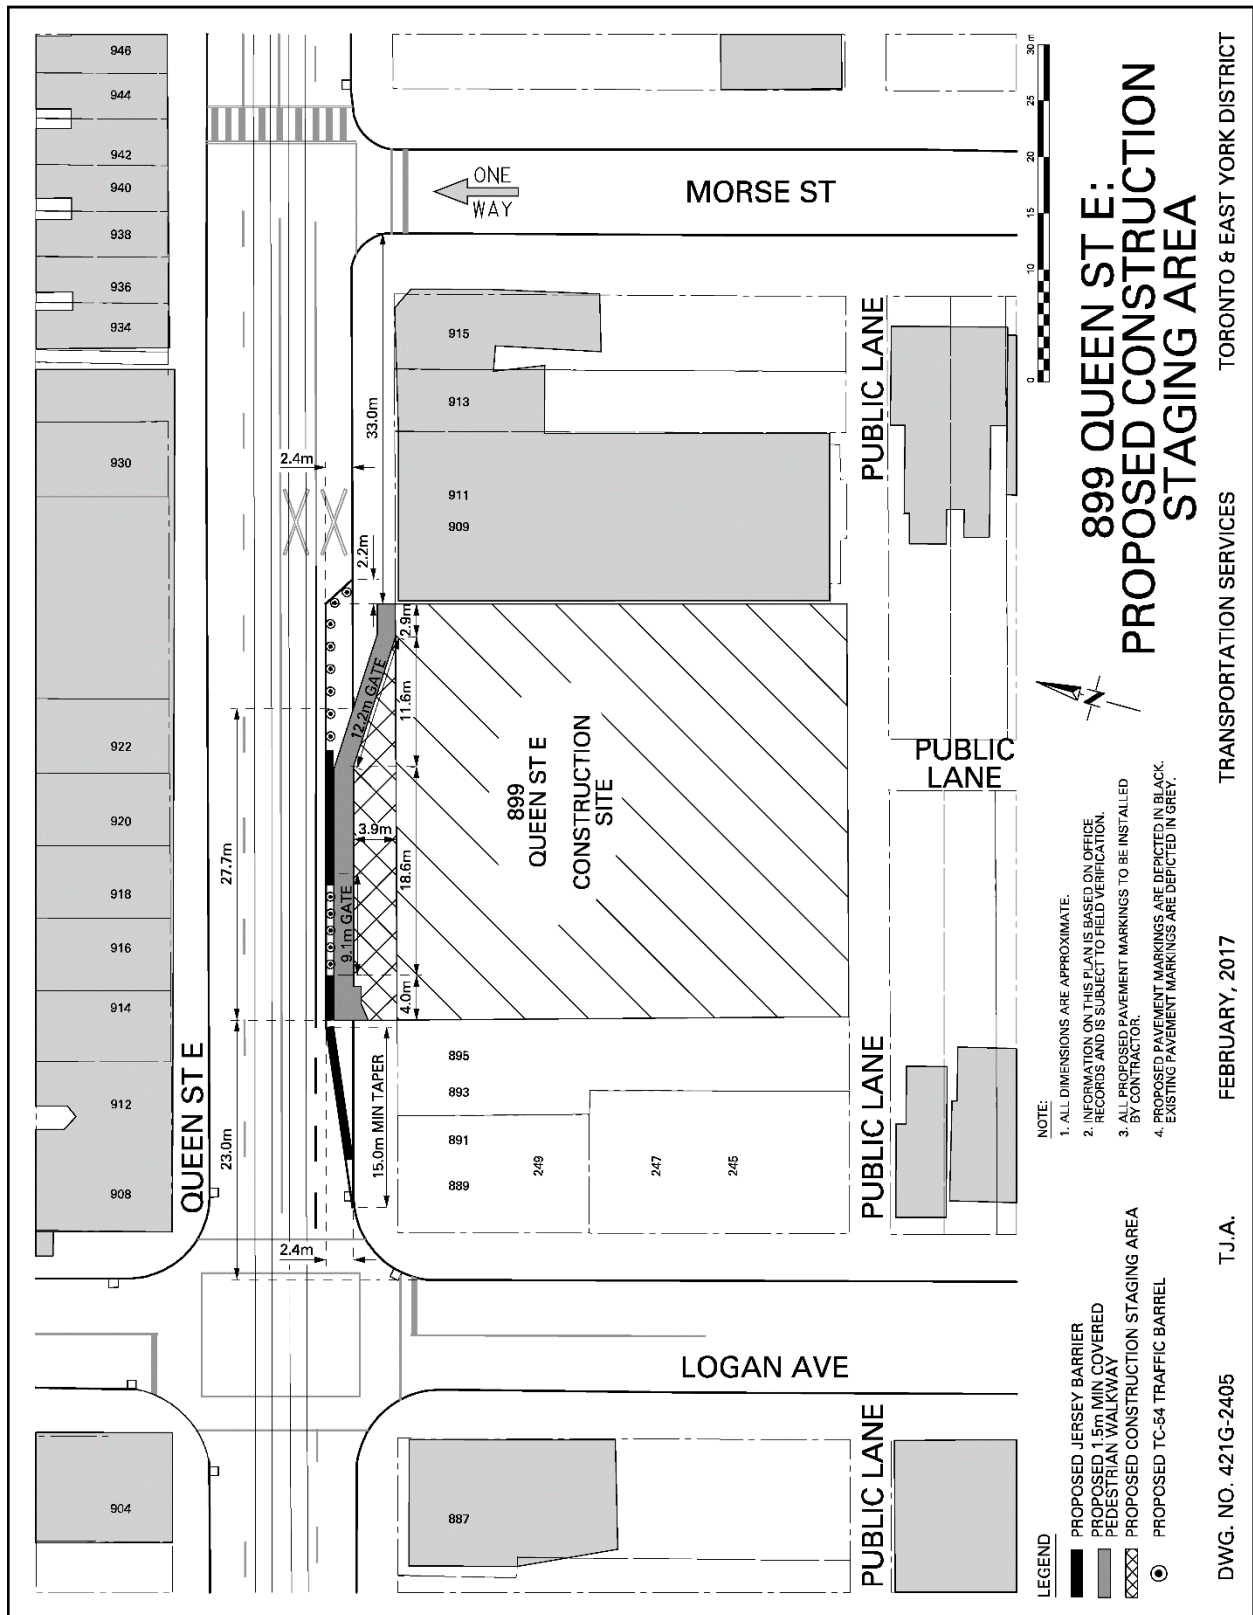 946
944
942
940
938
936
934
930
922
920
918
916
914
912
908
904
QUEEN ST E
27.7m
23.0m
2.4m
2.4m
33.0m
2.2m
2.9m
12.2m GATE
11.6m
3.9m
18.6m
9.1m GATE
4.0m
15.0m MIN TAPER
ONE
WAY
MORSE ST
915
913
911
909
899
QUEEN ST E
CONSTRUCTION
SITE
895
893
891
889
249
247
245
887
LOGAN AVE
PUBLIC LANE
PUBLIC
LANE
PUBLIC LANE
PUBLIC LANE
0
10
15
20
25
30 m
N
899 QUEEN ST E:
PROPOSED CONSTRUCTION
STAGING AREA
NOTE:
1. ALL DIMENSIONS ARE APPROXIMATE.
2. INFORMATION ON THIS PLAN IS BASED ON OFFICE
RECORDS AND IS SUBJECT TO FIELD VERIFICATION.
3. ALL PROPOSED PAVEMENT MARKINGS TO BE INSTALLED
BY CONTRACTOR.
4. PROPOSED PAVEMENT MARKINGS ARE DEPICTED IN BLACK.
EXISTING PAVEMENT MARKINGS ARE DEPICTED IN GREY.
LEGEND
PROPOSED JERSEY BARRIER
PROPOSED 1.5m MIN COVERED
PEDESTRIAN WALKWAY
PROPOSED CONSTRUCTION STAGING AREA
PROPOSED TC-54 TRAFFIC BARREL
DWG. NO. 421G-2405
T.J.A.
FEBRUARY, 2017
TRANSPORTATION SERVICES
TORONTO & EAST YORK DISTRICT